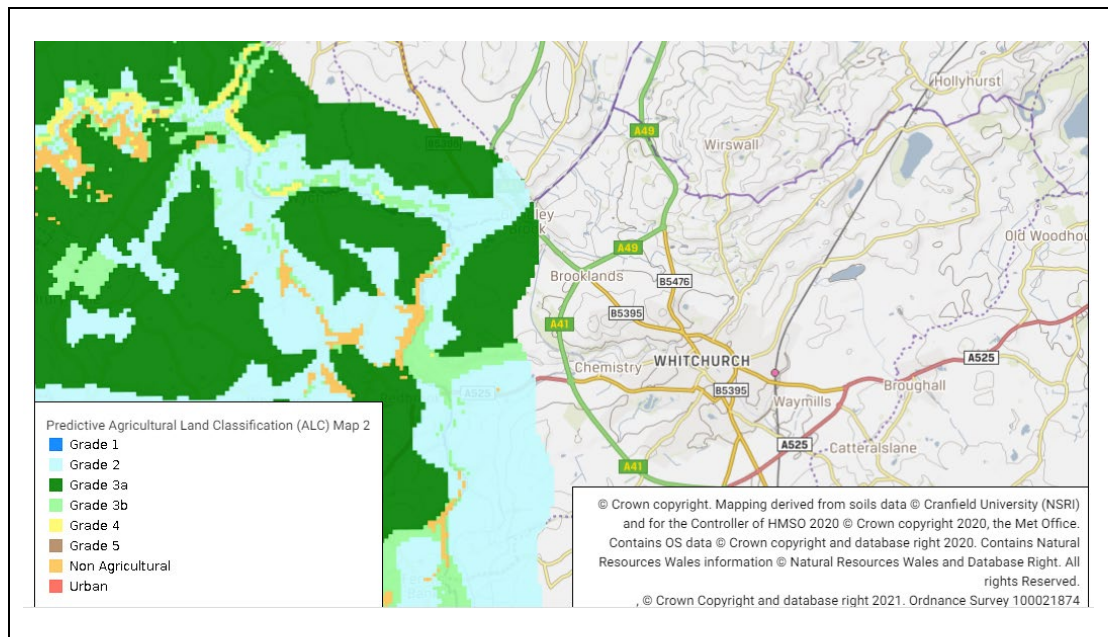 Hollyhurst
A49
B5395
Wirswall
Old Woodhou
A49
Brooklands
B5476
B5395
A41
WHITCHURCH
A525
Chemistry
B5395
Broughall
A525
Waymills
A525
Catteralslane
A41
Predictive Agricultural Land Classification (ALC) Map 2
Grade 1
Grade 2
Grade 3a
Grade 3b
Grade 4
Grade 5
Non Agricultural
Urban
© Crown copyright. Mapping derived from soils data © Cranfield University (NSRI)
and for the Controller of HMSO 2020 © Crown copyright 2020, the Met Office.
Contains OS data © Crown copyright and database right 2020. Contains Natural
Resources Wales information © Natural Resources Wales and Database Right. All
rights Reserved.
, © Crown Copyright and database right 2021. Ordnance Survey 100021874